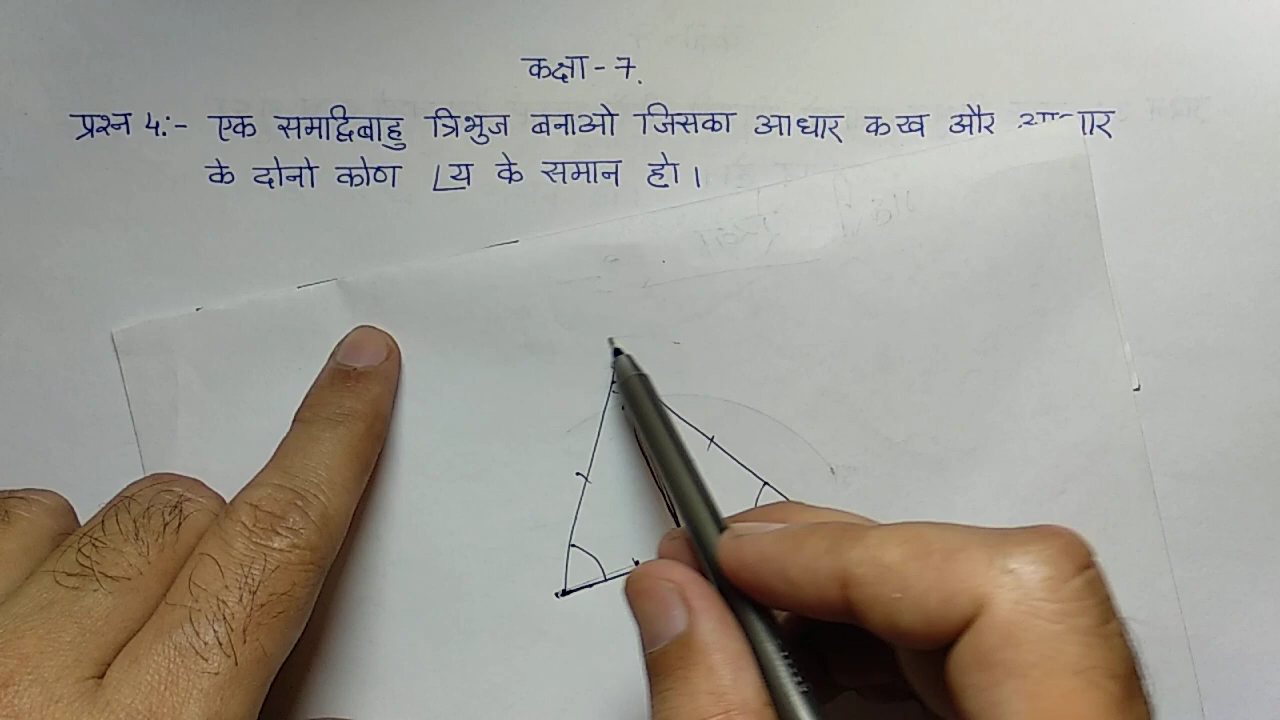 कक्षा - 7.
प्रश्न 4:- एक समद्विबाहु त्रिभुज बनाओ जिसका आधार कख और
के दोनो कोण ∠य के समान हो।